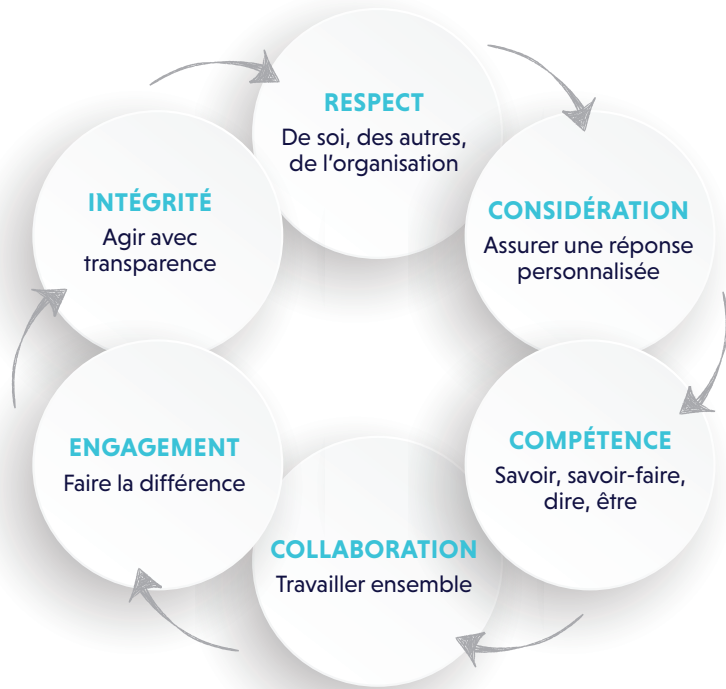 RESPECT
De soi, des autres,
de l'organisation
CONSIDÉRATION
Assurer une réponse
personnalisée
COMPÉTENCE
Savoir, savoir-faire,
dire, être
COLLABORATION
Travailler ensemble
ENGAGEMENT
Faire la différence
INTÉGRITÉ
Agir avec
transparence